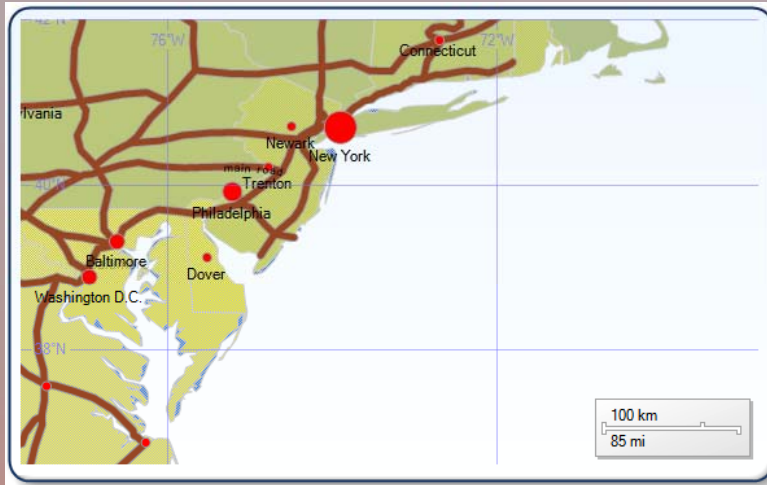 42°N
76°W
72°W
Connecticut
lvania
Newark
New York
main road
Trenton
40°N
Philadelphia
Baltimore
Dover
Washington D.C.
38°N
100 km
85 mi